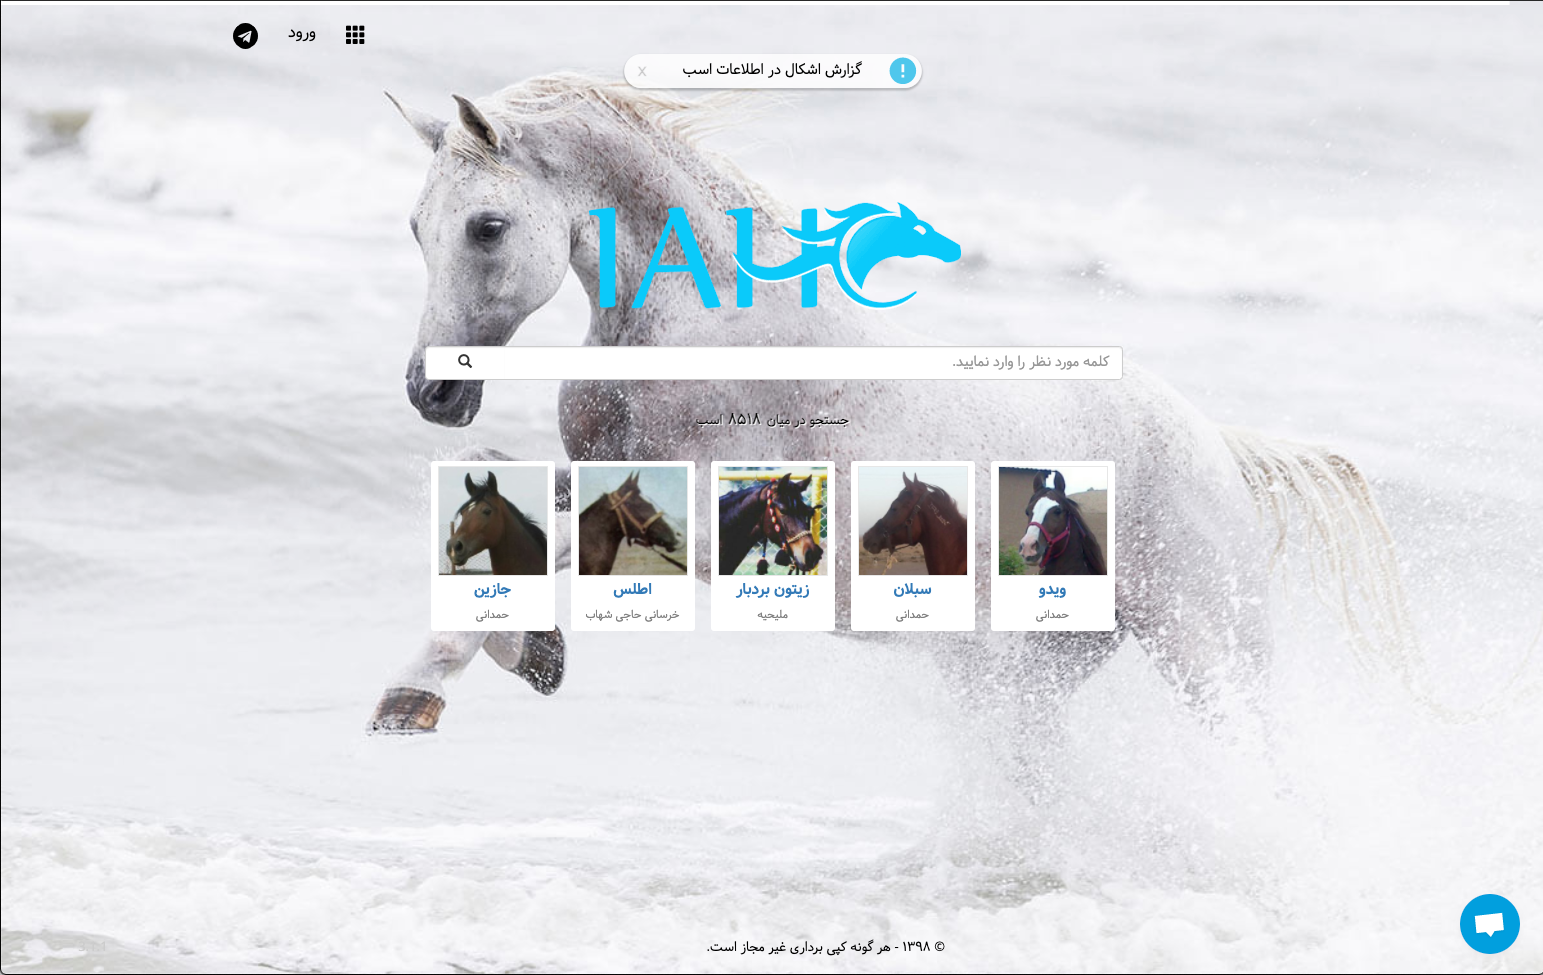 ورود
گزارش اشکال در اطلاعات اسب
x
IAHC
کلمه مورد نظر را وارد نمایید.
جستجو در میان ۸۵۱۸ اسب
ویدو
حمدانی
سبلان
حمدانی
زیتون بردبار
ملیحیه
اطلس
خرسانی حاجی شهاب
جازین
حمدانی
© ۱۳۹۸ - هر گونه کپی برداری غیر مجاز است.